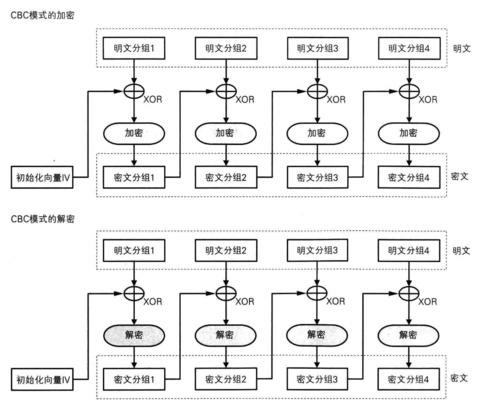 CBC模式的加密
明文分组1 明文分组2 明文分组3 明文分组4 明文
XOR XOR XOR XOR
加密 加密 加密 加密
初始化向量IV 密文分组1 密文分组2 密文分组3 密文分组4 密文
CBC模式的解密
明文分组1 明文分组2 明文分组3 明文分组4 明文
XOR XOR XOR XOR
解密 解密 解密 解密
初始化向量IV 密文分组1 密文分组2 密文分组3 密文分组4 密文